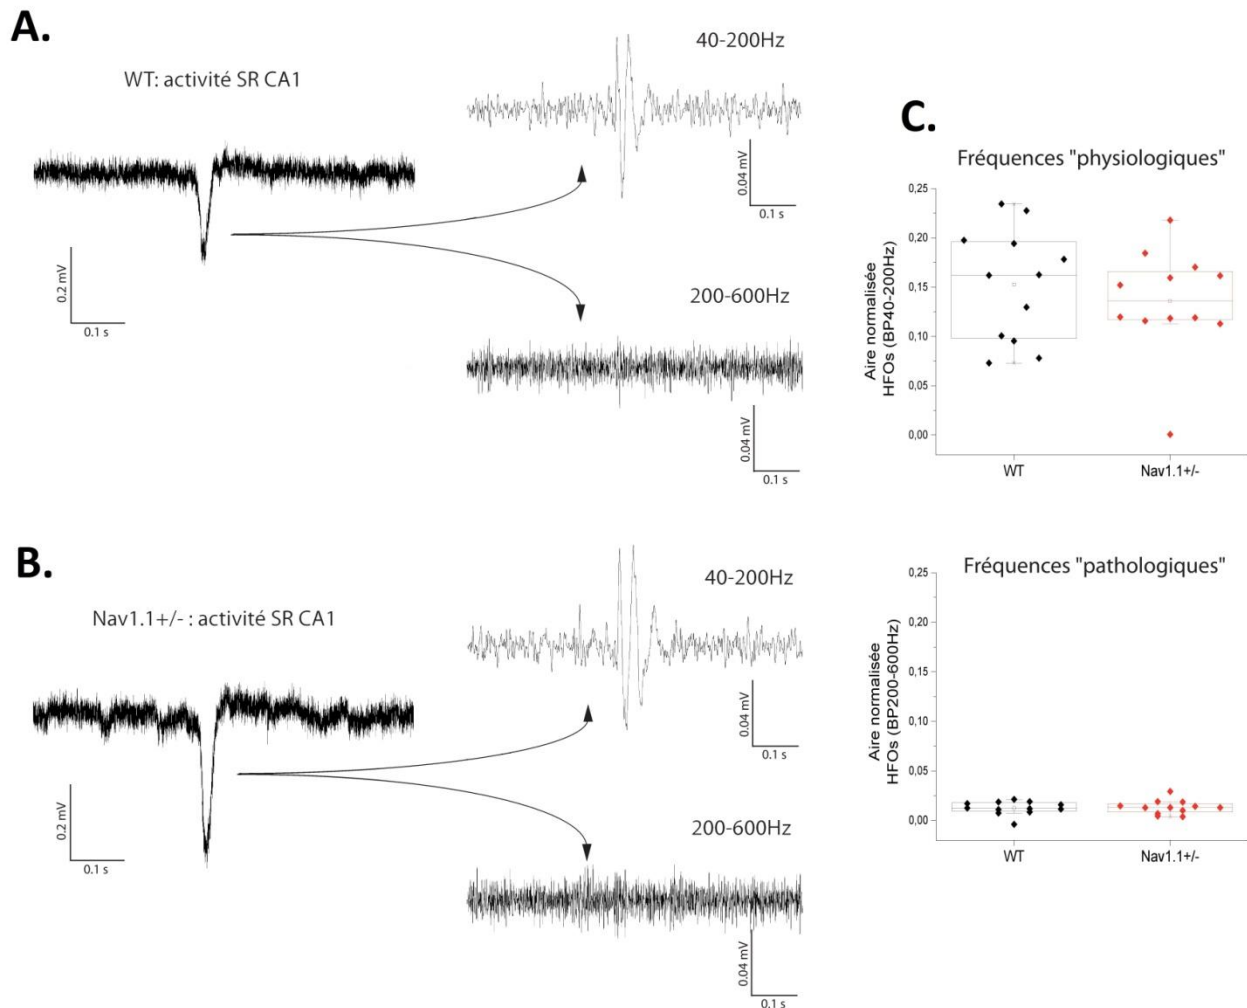 A.
WT: activité SR CA1
0.2 mV
0.1 s
40-200Hz
0.04 mV
0.1 s
200-600Hz
0.04 mV
0.1 s
B.
Nav1.1+/- : activité SR CA1
0.2 mV
0.1 s
40-200Hz
0.04 mV
0.1 s
200-600Hz
0.04 mV
0.1 s
C.
Fréquences "physiologiques"
Aire normalisée
HFOs (BP40-200Hz)
0,25
0,20
0,15
0,10
0,05
0,00
WT
Nav1.1+/-
Fréquences "pathologiques"
Aire normalisée
HFOs (BP200-600Hz)
0,25
0,20
0,15
0,10
0,05
0,00
WT
Nav1.1+/-